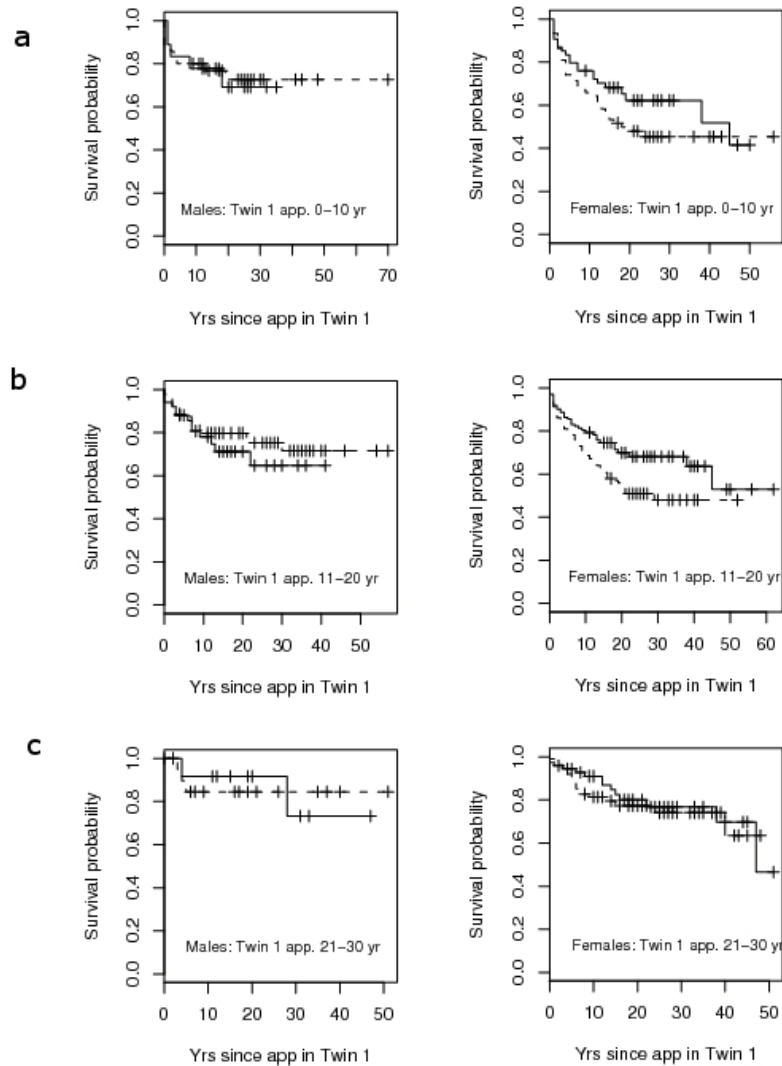 a
Survival probability
0.0 0.2 0.4 0.6 0.8 1.0
Males: Twin 1 app. 0–10 yr
0 10 30 50 70
Yrs since app in Twin 1
Survival probability
0.0 0.2 0.4 0.6 0.8 1.0
Females: Twin 1 app. 0–10 yr
0 10 20 30 40 50
Yrs since app in Twin 1
b
Survival probability
0.0 0.2 0.4 0.6 0.8 1.0
Males: Twin 1 app. 11–20 yr
0 10 20 30 40 50
Yrs since app in Twin 1
Survival probability
0.0 0.2 0.4 0.6 0.8 1.0
Females: Twin 1 app. 11–20 yr
0 10 20 30 40 50 60
Yrs since app in Twin 1
c
Survival probability
0.0 0.2 0.4 0.6 0.8 1.0
Males: Twin 1 app. 21–30 yr
0 10 20 30 40 50
Yrs since app in Twin 1
Survival probability
0.0 0.2 0.4 0.6 0.8 1.0
Females: Twin 1 app. 21–30 yr
0 10 20 30 40 50
Yrs since app in Twin 1